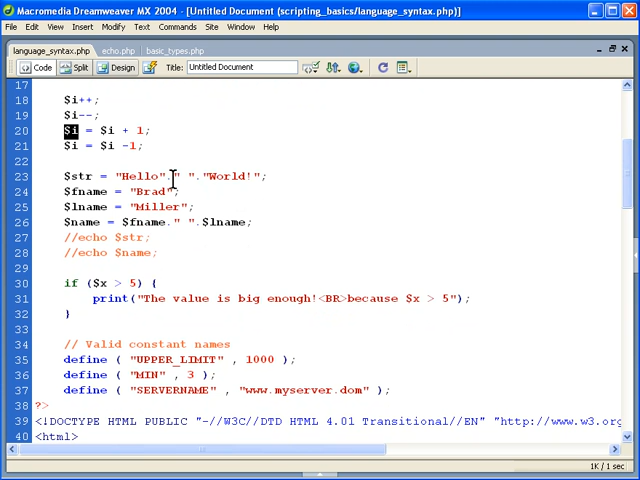 Macromedia Dreamweaver MX 2004 - [Untitled Document (scripting_basics/language_syntax.php)]
File Edit View Insert Modify Text Commands Site Window Help
language_syntax.php echo.php basic_types.php
Code Split Design Title: Untitled Document
17
18 $i++;
19 $i--;
20 $i = $i + 1;
21 $i = $i -1;
22
23 $str = "Hello"." "."World!";
24 $fname = "Brad";
25 $lname = "Miller";
26 $name = $fname." ".$lname;
27 //echo $str;
28 //echo $name;
29
30 if ($x > 5) {
31 print("The value is big enough!<BR>because $x > 5");
32 }
33
34 // Valid constant names
35 define ( "UPPER_LIMIT" , 1000 );
36 define ( "MIN" , 3 );
37 define ( "SERVERNAME" , "www.myserver.dom" );
38 ?>
39 <!DOCTYPE HTML PUBLIC "-//W3C//DTD HTML 4.01 Transitional//EN" "http://www.w3.org
40 <html>
1K / 1 sec